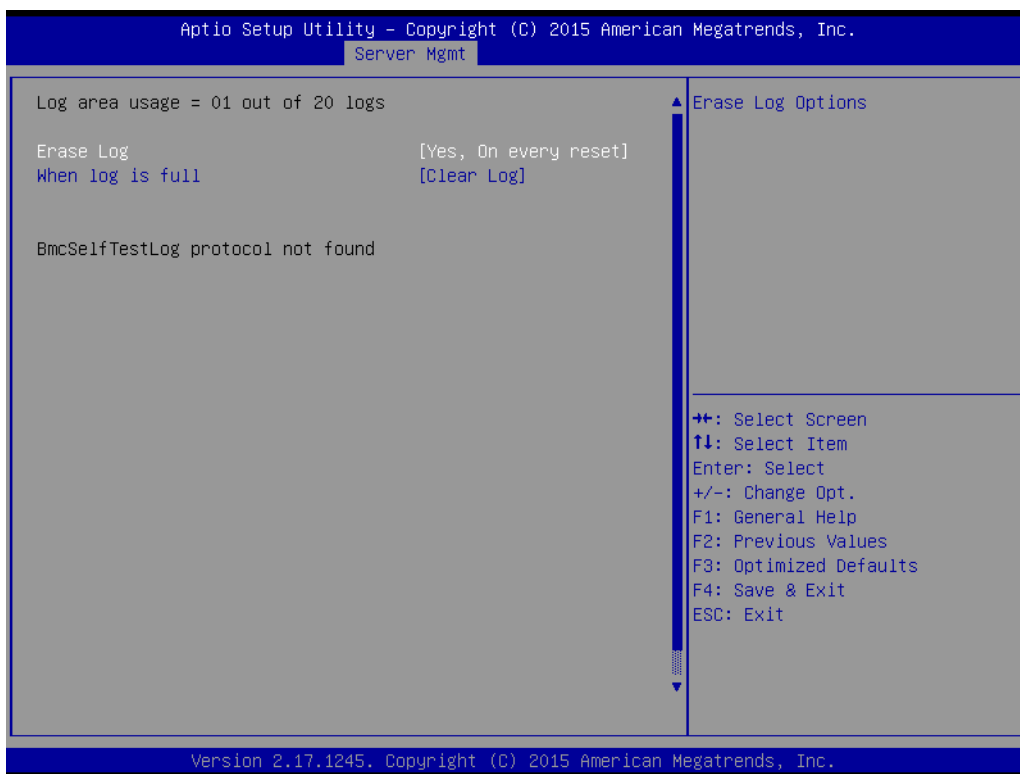 Aptio Setup Utility – Copyright (C) 2015 American Megatrends, Inc.
Server Mgmt
Log area usage = 01 out of 20 logs
Erase Log [Yes, On every reset]
When log is full [Clear Log]
BmcSelfTestLog protocol not found
Erase Log Options
→←: Select Screen
↑↓: Select Item
Enter: Select
+/-: Change Opt.
F1: General Help
F2: Previous Values
F3: Optimized Defaults
F4: Save & Exit
ESC: Exit
Version 2.17.1245. Copyright (C) 2015 American Megatrends, Inc.